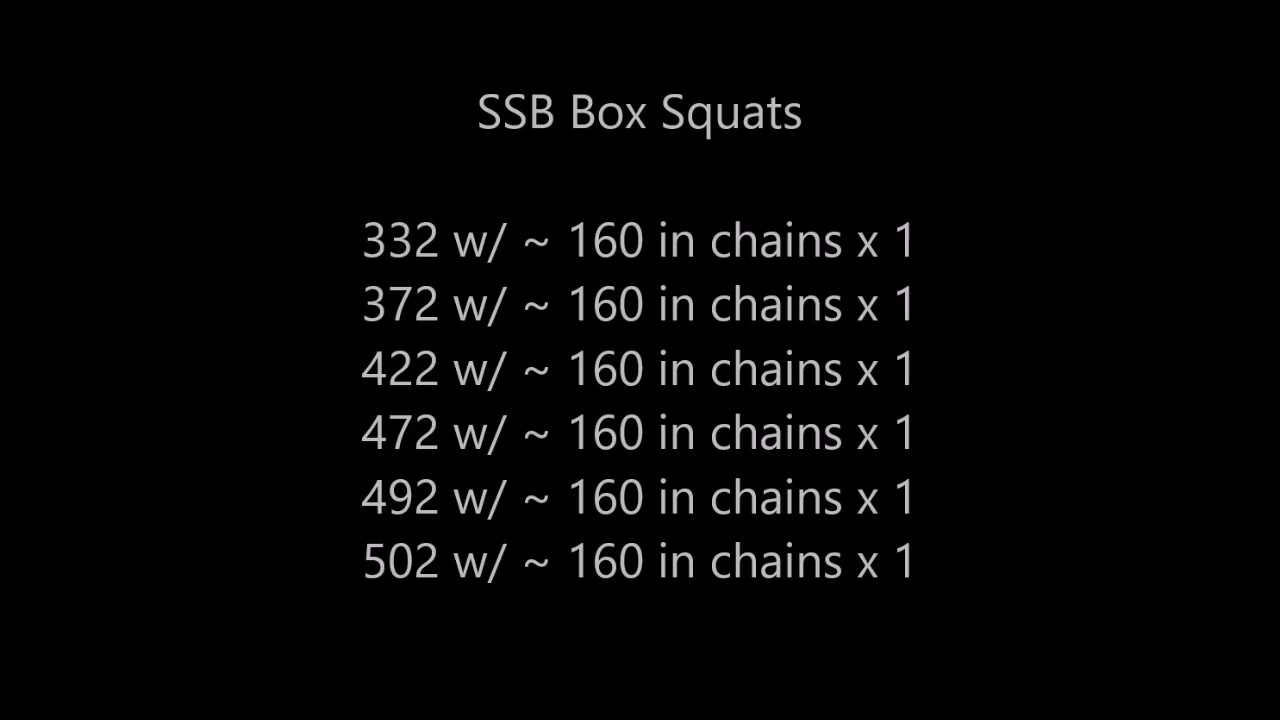 SSB Box Squats
332 w/ ~ 160 in chains x 1
372 w/ ~ 160 in chains x 1
422 w/ ~ 160 in chains x 1
472 w/ ~ 160 in chains x 1
492 w/ ~ 160 in chains x 1
502 w/ ~ 160 in chains x 1